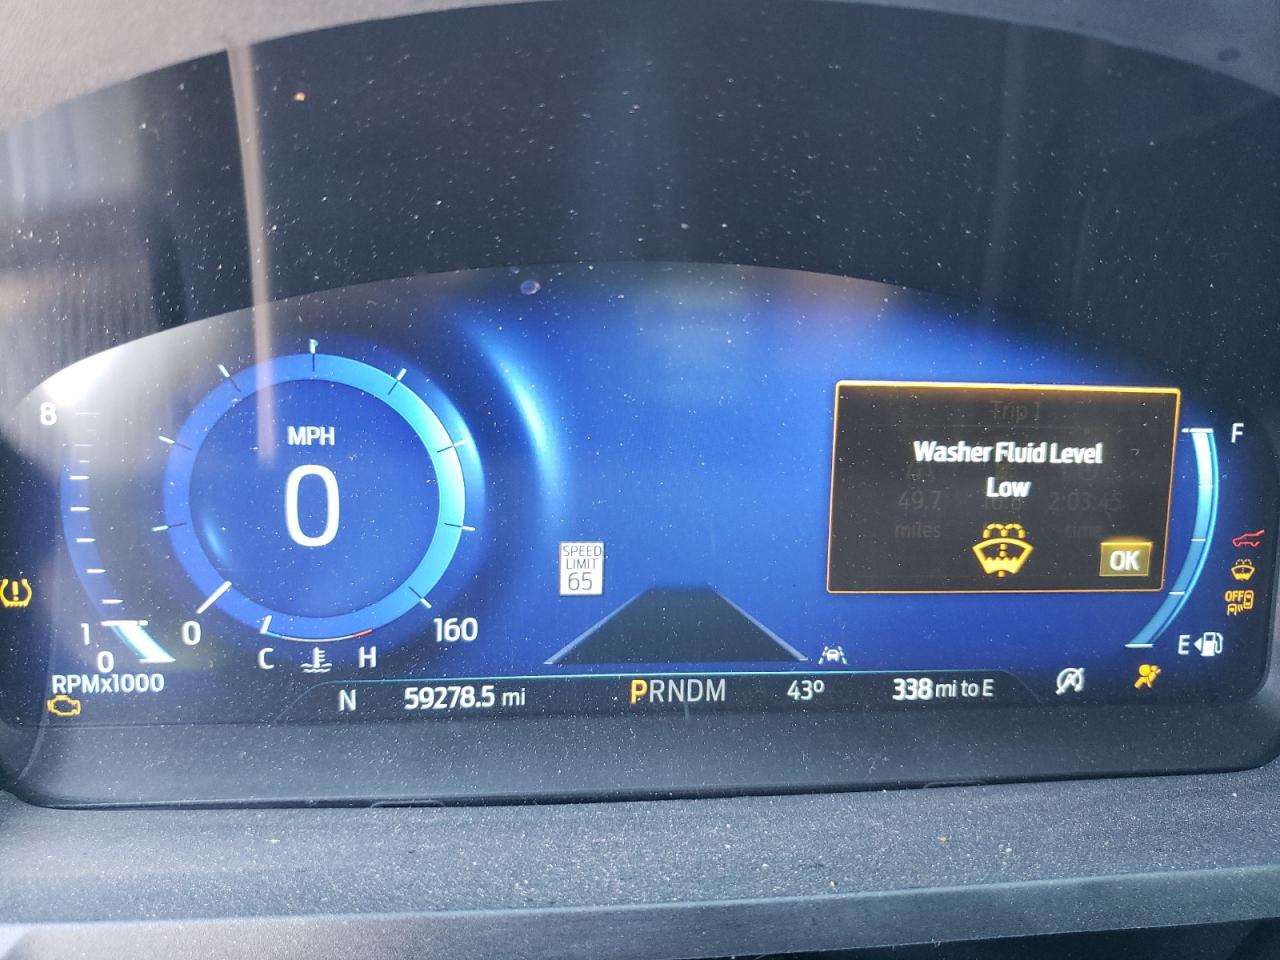 8
MPH
0
Trip 1
Washer Fluid Level
Low
49.7 2:03:45
miles time
OK
F
SPEED
LIMIT
65
OFF
1
0
0
160
C H
E
RPMx1000
N 59278.5 mi PRNDM 43° 338 mi to E